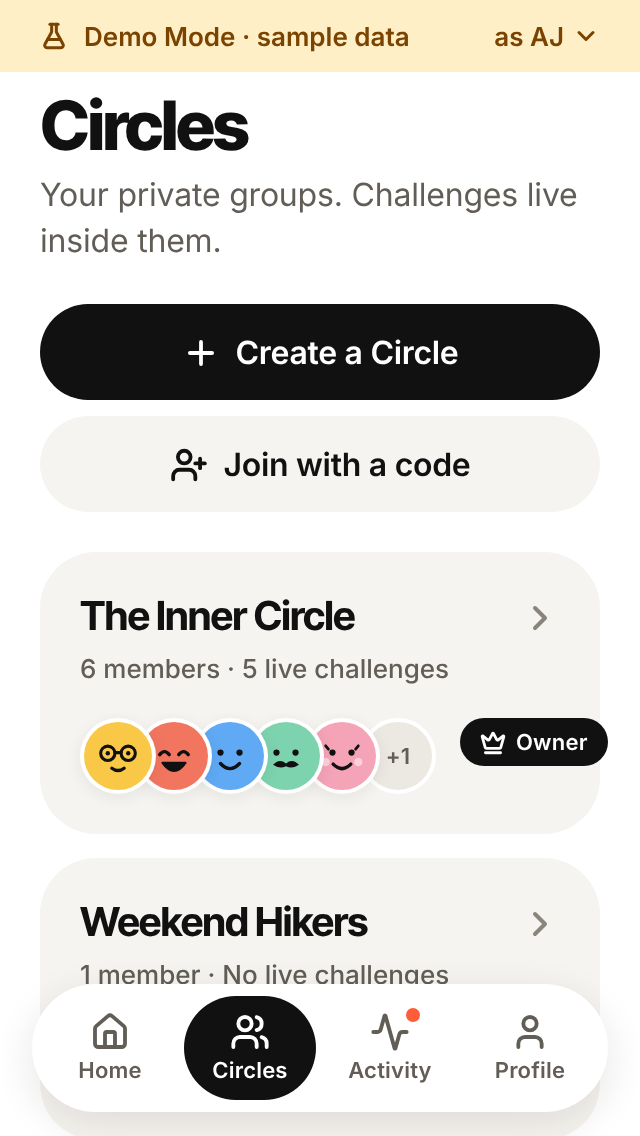 Demo Mode · sample data
as AJ
Circles
Your private groups. Challenges live
inside them.
Create a Circle
Join with a code
The Inner Circle
6 members · 5 live challenges
+1
Owner
Weekend Hikers
1 member · No live challenges
Home
Circles
Activity
Profile